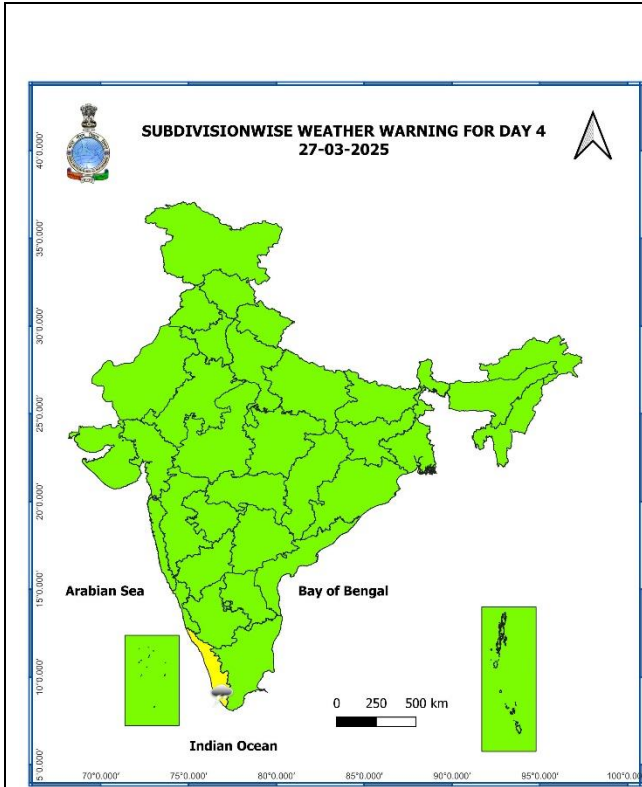 SUBDIVISIONWISE WEATHER WARNING FOR DAY 4
27-03-2025
40°0.000'
35°0.000'
30°0.000'
25°0.000'
20°0.000'
15°0.000'
10°0.000'
5°0.000'
Arabian Sea
Bay of Bengal
0 250 500 km
Indian Ocean
70°0.000' 75°0.000' 80°0.000' 85°0.000' 90°0.000' 95°0.000' 100°0.00